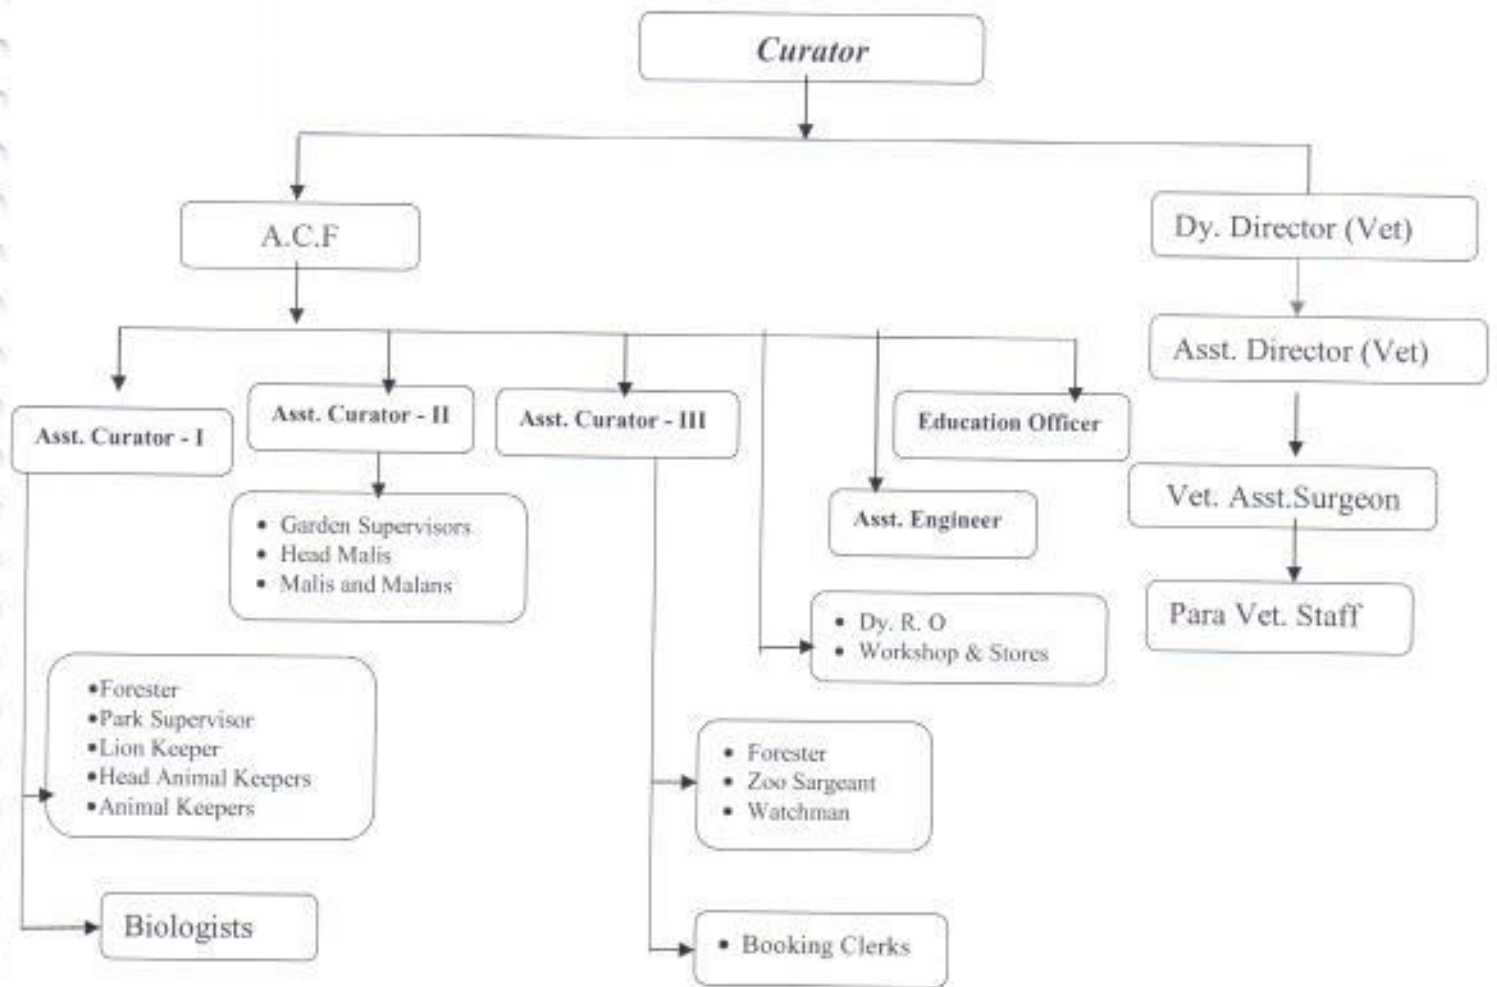 Curator
A.C.F
Dy. Director (Vet)
Asst. Director (Vet)
Asst. Curator - I
Asst. Curator - II
Asst. Curator - III
Education Officer
Vet. Asst.Surgeon
Asst. Engineer
• Garden Supervisors
• Head Malis
• Malis and Malans
Para Vet. Staff
• Dy. R. O
• Workshop & Stores
•Forester
•Park Supervisor
•Lion Keeper
•Head Animal Keepers
•Animal Keepers
• Forester
• Zoo Sargeant
• Watchman
Biologists
• Booking Clerks